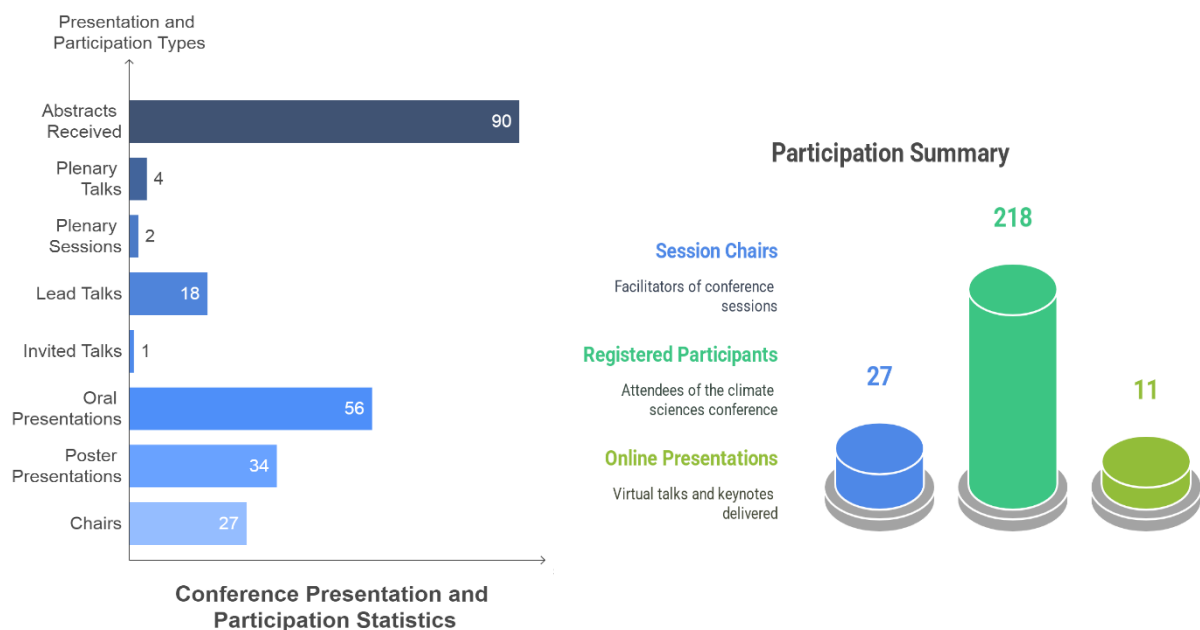 Presentation and
Participation Types
Abstracts
Received
90
Plenary
Talks
4
Plenary
Sessions
2
Lead Talks
18
Invited Talks
1
Oral
Presentations
56
Poster
Presentations
34
Chairs
27
Conference Presentation and
Participation Statistics
Participation Summary
Session Chairs
Facilitators of conference
sessions
Registered Participants
Attendees of the climate
sciences conference
Online Presentations
Virtual talks and keynotes
delivered
27
218
11